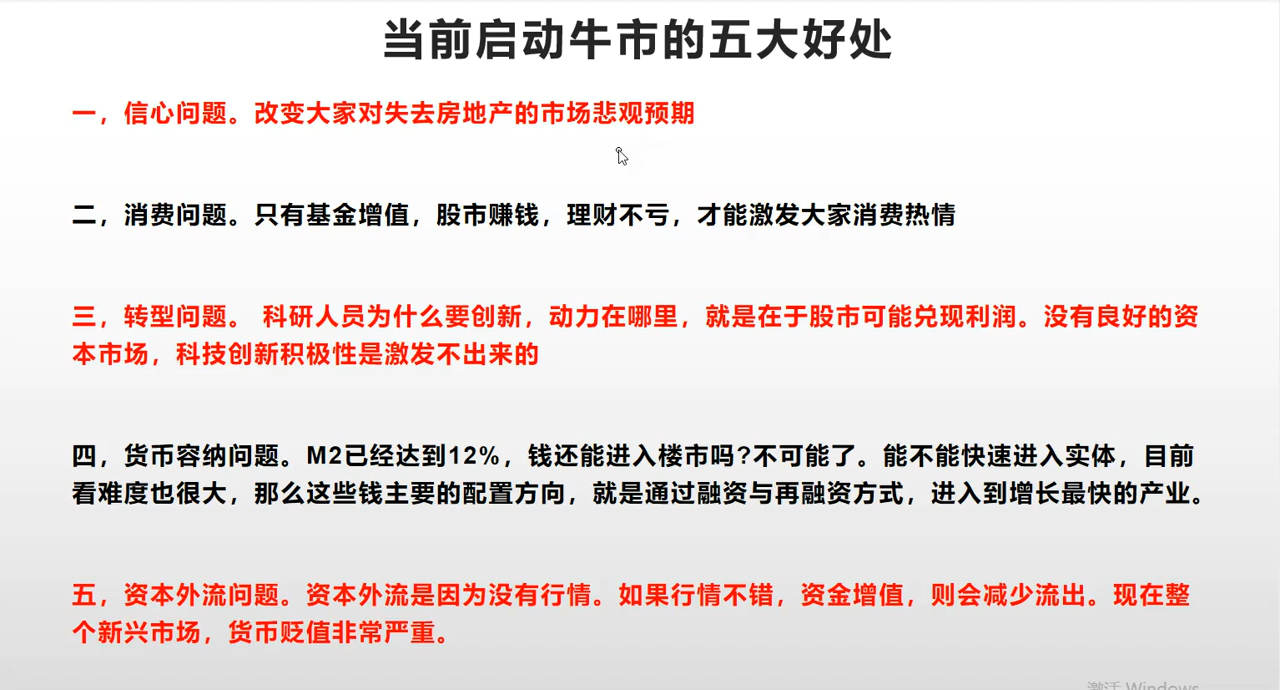 当前启动牛市的五大好处
一，信心问题。改变大家对失去房地产的市场悲观预期
二，消费问题。只有基金增值，股市赚钱，理财不亏，才能激发大家消费热情
三，转型问题。 科研人员为什么要创新，动力在哪里，就是在于股市可能兑现利润。没有良好的资
本市场，科技创新积极性是激发不出来的
四，货币容纳问题。M2已经达到12%，钱还能进入楼市吗?不可能了。能不能快速进入实体，目前
看难度也很大，那么这些钱主要的配置方向，就是通过融资与再融资方式，进入到增长最快的产业。
五，资本外流问题。资本外流是因为没有行情。如果行情不错，资金增值，则会减少流出。现在整
个新兴市场，货币贬值非常严重。
激活 Windows